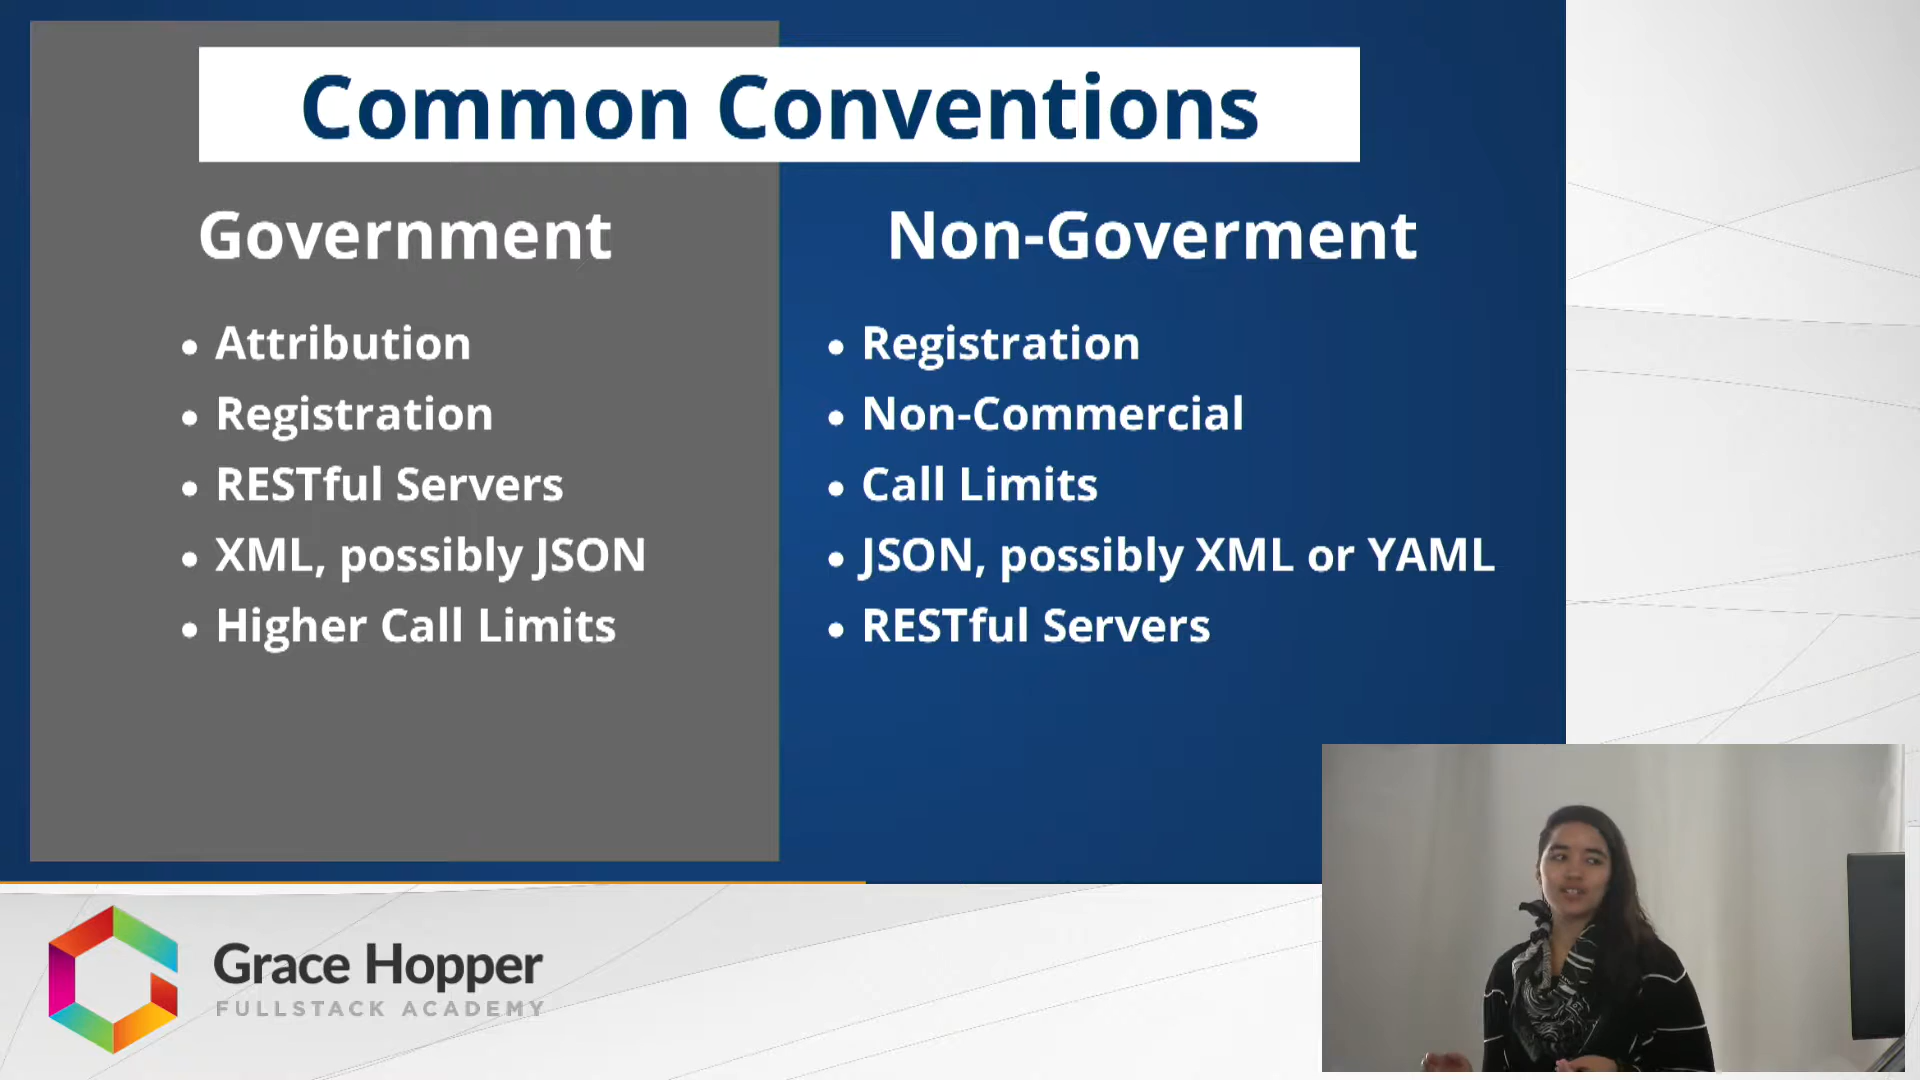 Common Conventions
Government
• Attribution
• Registration
• RESTful Servers
• XML, possibly JSON
• Higher Call Limits
Non-Goverment
• Registration
• Non-Commercial
• Call Limits
• JSON, possibly XML or YAML
• RESTful Servers
Grace Hopper
FULLSTACK ACADEMY